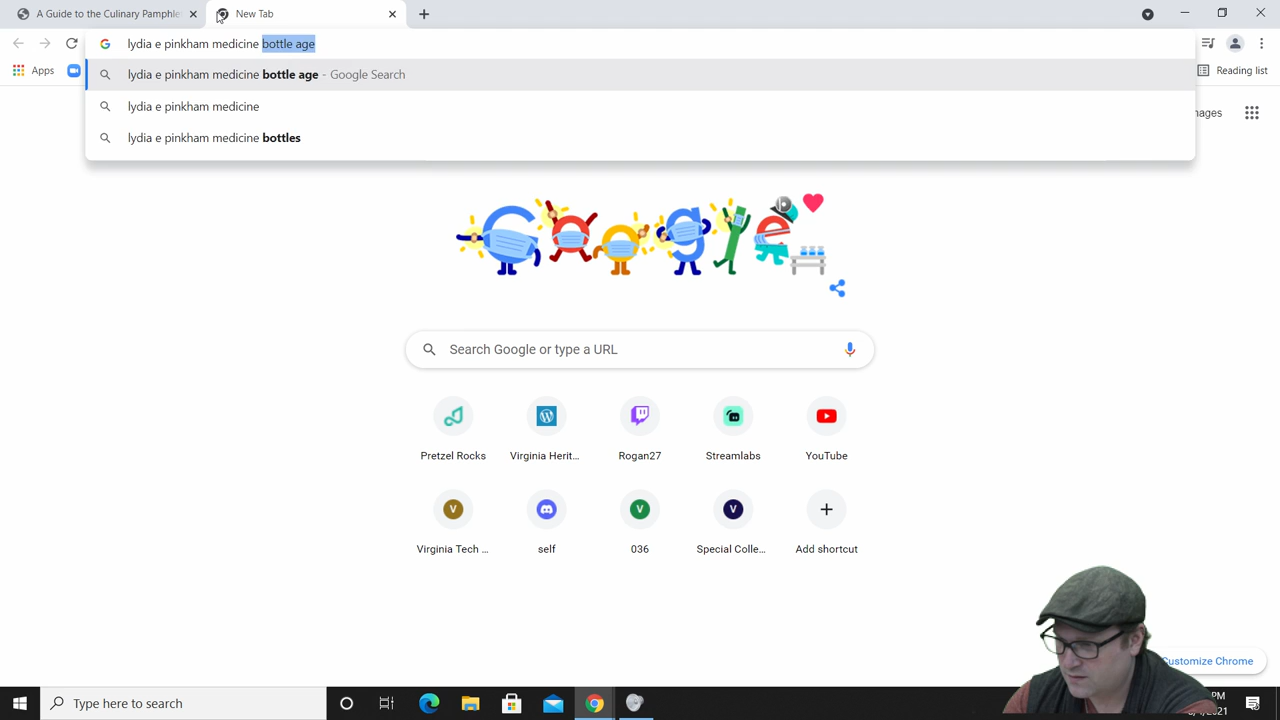 A Guide to the Culinary Pamphle
New Tab
lydia e pinkham medicine bottle age
Apps
Reading list
lydia e pinkham medicine bottle age - Google Search
lydia e pinkham medicine
lydia e pinkham medicine bottles
Google
Search Google or type a URL
Pretzel Rocks
Virginia Herit...
Rogan27
Streamlabs
YouTube
V
V
V
Virginia Tech ...
self
036
Special Colle...
Add shortcut
Customize Chrome
Type here to search